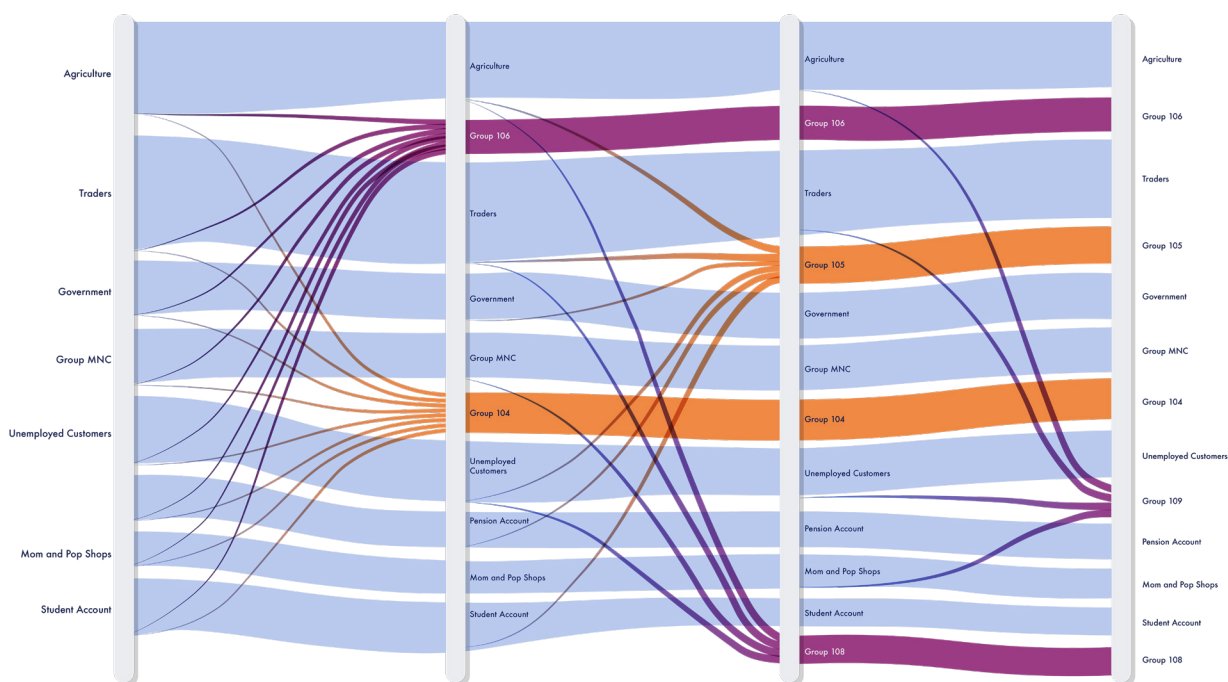 Agriculture
Traders
Government
Group MNC
Unemployed Customers
Mom and Pop Shops
Student Account
Agriculture
Group 106
Traders
Government
Group MNC
Group 104
Unemployed
Customers
Pension Account
Mom and Pop Shops
Student Account
Agriculture
Group 106
Traders
Group 105
Government
Group MNC
Group 104
Unemployed Customers
Pension Account
Mom and Pop Shops
Student Account
Group 108
Agriculture
Group 106
Traders
Group 105
Government
Group MNC
Group 104
Unemployed Customers
Group 109
Pension Account
Mom and Pop Shops
Student Account
Group 108